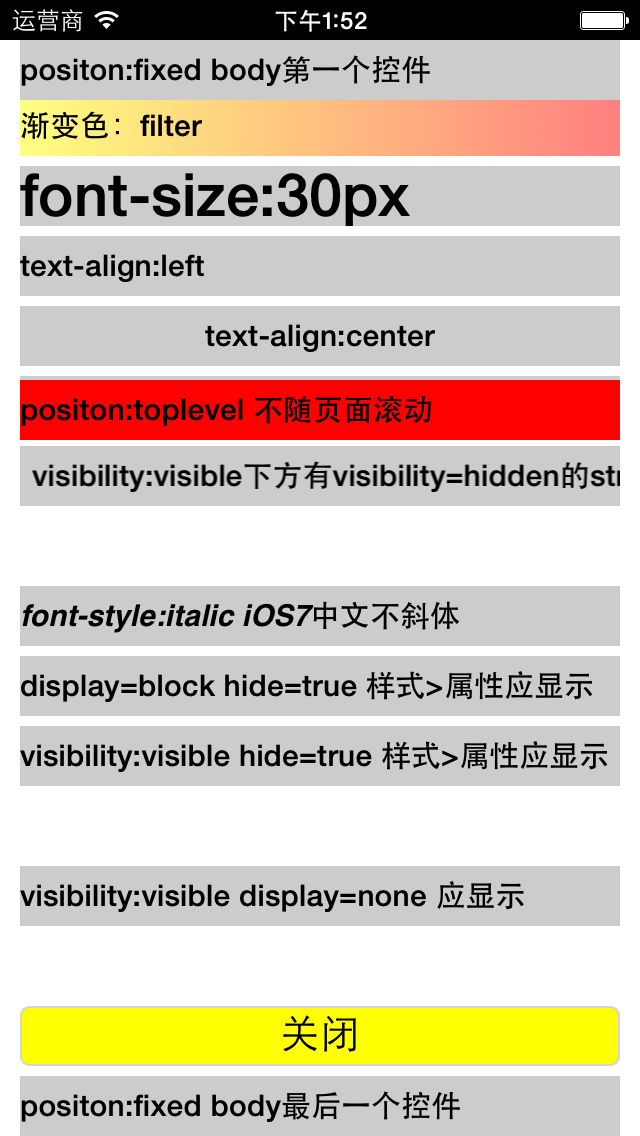 运营商 下午1:52
positon:fixed body第一个控件
渐变色：filter
font-size:30px
text-align:left
text-align:center
positon:toplevel 不随页面滚动
visibility:visible下方有visibility=hidden的str
font-style:italic iOS7中文不斜体
display=block hide=true 样式>属性应显示
visibility:visible hide=true 样式>属性应显示
visibility:visible display=none 应显示
关闭
positon:fixed body最后一个控件